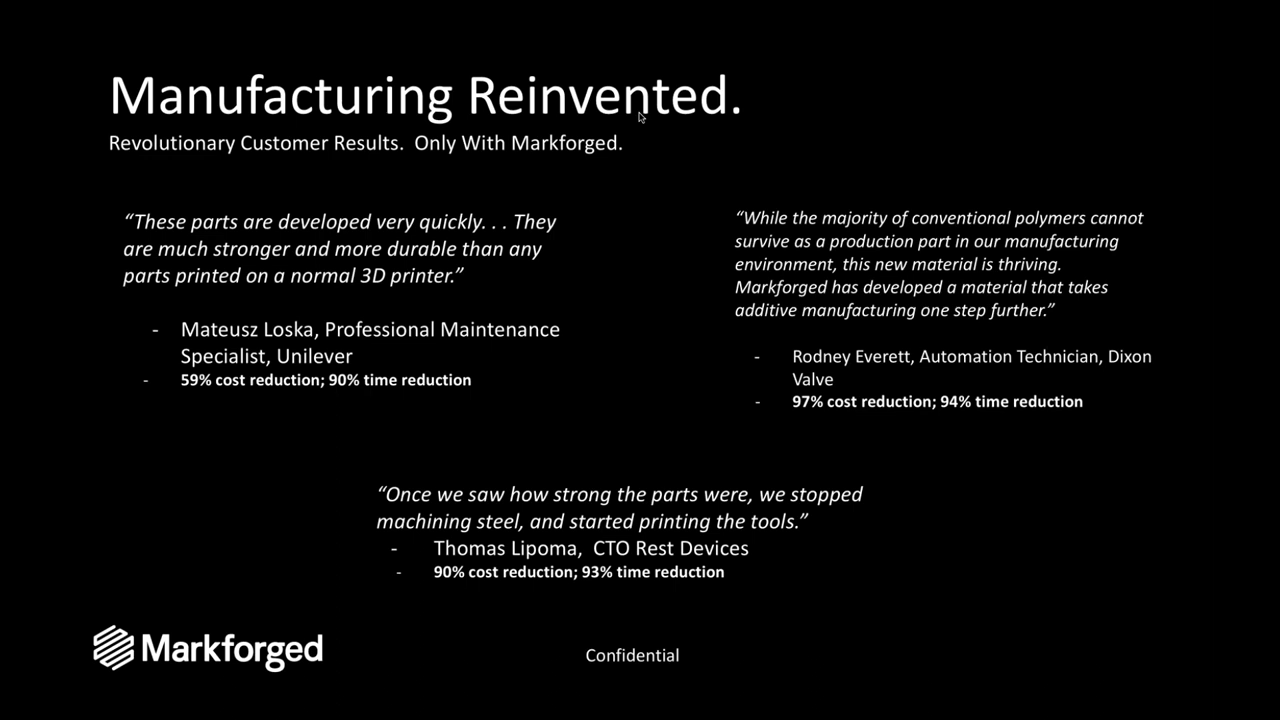 Manufacturing Reinvented.
Revolutionary Customer Results.  Only With Markforged.
“These parts are developed very quickly. . . They
are much stronger and more durable than any
parts printed on a normal 3D printer.”
- Mateusz Loska, Professional Maintenance
Specialist, Unilever
- 59% cost reduction; 90% time reduction
“While the majority of conventional polymers cannot
survive as a production part in our manufacturing
environment, this new material is thriving.
Markforged has developed a material that takes
additive manufacturing one step further.”
- Rodney Everett, Automation Technician, Dixon
Valve
- 97% cost reduction; 94% time reduction
“Once we saw how strong the parts were, we stopped
machining steel, and started printing the tools.”
- Thomas Lipoma,  CTO Rest Devices
- 90% cost reduction; 93% time reduction
Markforged
Confidential